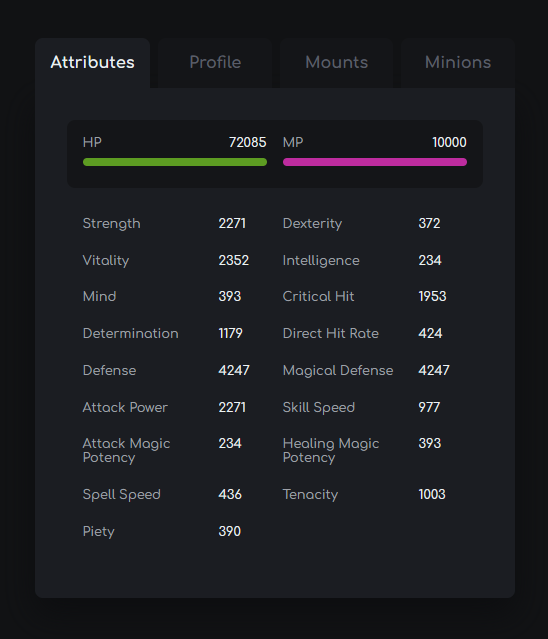 Attributes Profile Mounts Minions
HP 72085 MP 10000
Strength 2271 Dexterity 372
Vitality 2352 Intelligence 234
Mind 393 Critical Hit 1953
Determination 1179 Direct Hit Rate 424
Defense 4247 Magical Defense 4247
Attack Power 2271 Skill Speed 977
Attack Magic 234 Healing Magic 393
Potency Potency
Spell Speed 436 Tenacity 1003
Piety 390